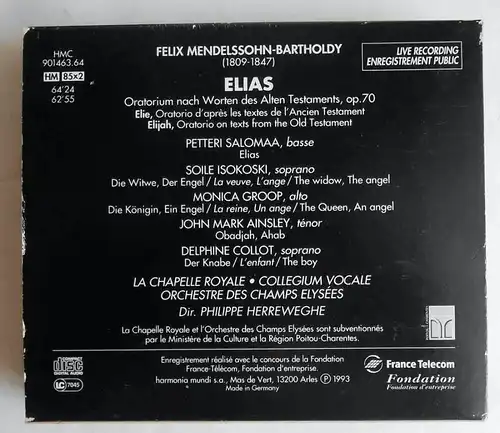 HMC
901463.64
HM 85x2
64'24
62'55
FELIX MENDELSSOHN-BARTHOLDY
(1809-1847)
LIVE RECORDING
ENREGISTREMENT PUBLIC
ELIAS
Oratorium nach Worten des Alten Testaments, op.70
Elie, Oratorio d'après les textes de l'Ancien Testament
Elijah, Oratorio on texts from the Old Testament
PETTERI SALOMAA, basse
Elias
SOILE ISOKOSKI, soprano
Die Witwe, Der Engel / La veuve, L'ange / The widow, The angel
MONICA GROOP, alto
Die Königin, Ein Engel / La reine, Un ange / The Queen, An angel
JOHN MARK AINSLEY, ténor
Obadjah, Ahab
DELPHINE COLLOT, soprano
Der Knabe / L'enfant / The boy
LA CHAPELLE ROYALE • COLLEGIUM VOCALE
ORCHESTRE DES CHAMPS ELYSÉES
Dir. PHILIPPE HERREWEGHE
La Chapelle Royale et l'Orchestre des Champs Elysées sont subventionnés
par le Ministère de la Culture et la Région Poitou-Charentes.
COMPACT
disc
DIGITAL AUDIO
LC 7045
Enregistrement réalisé avec le concours de la Fondation
France-Télécom, Fondation d'entreprise.
harmonia mundi s.a., Mas de Vert, 13200 Arles Ⓟ 1993
Made in Germany
France Telecom
Fondation
Fondation d'entreprise